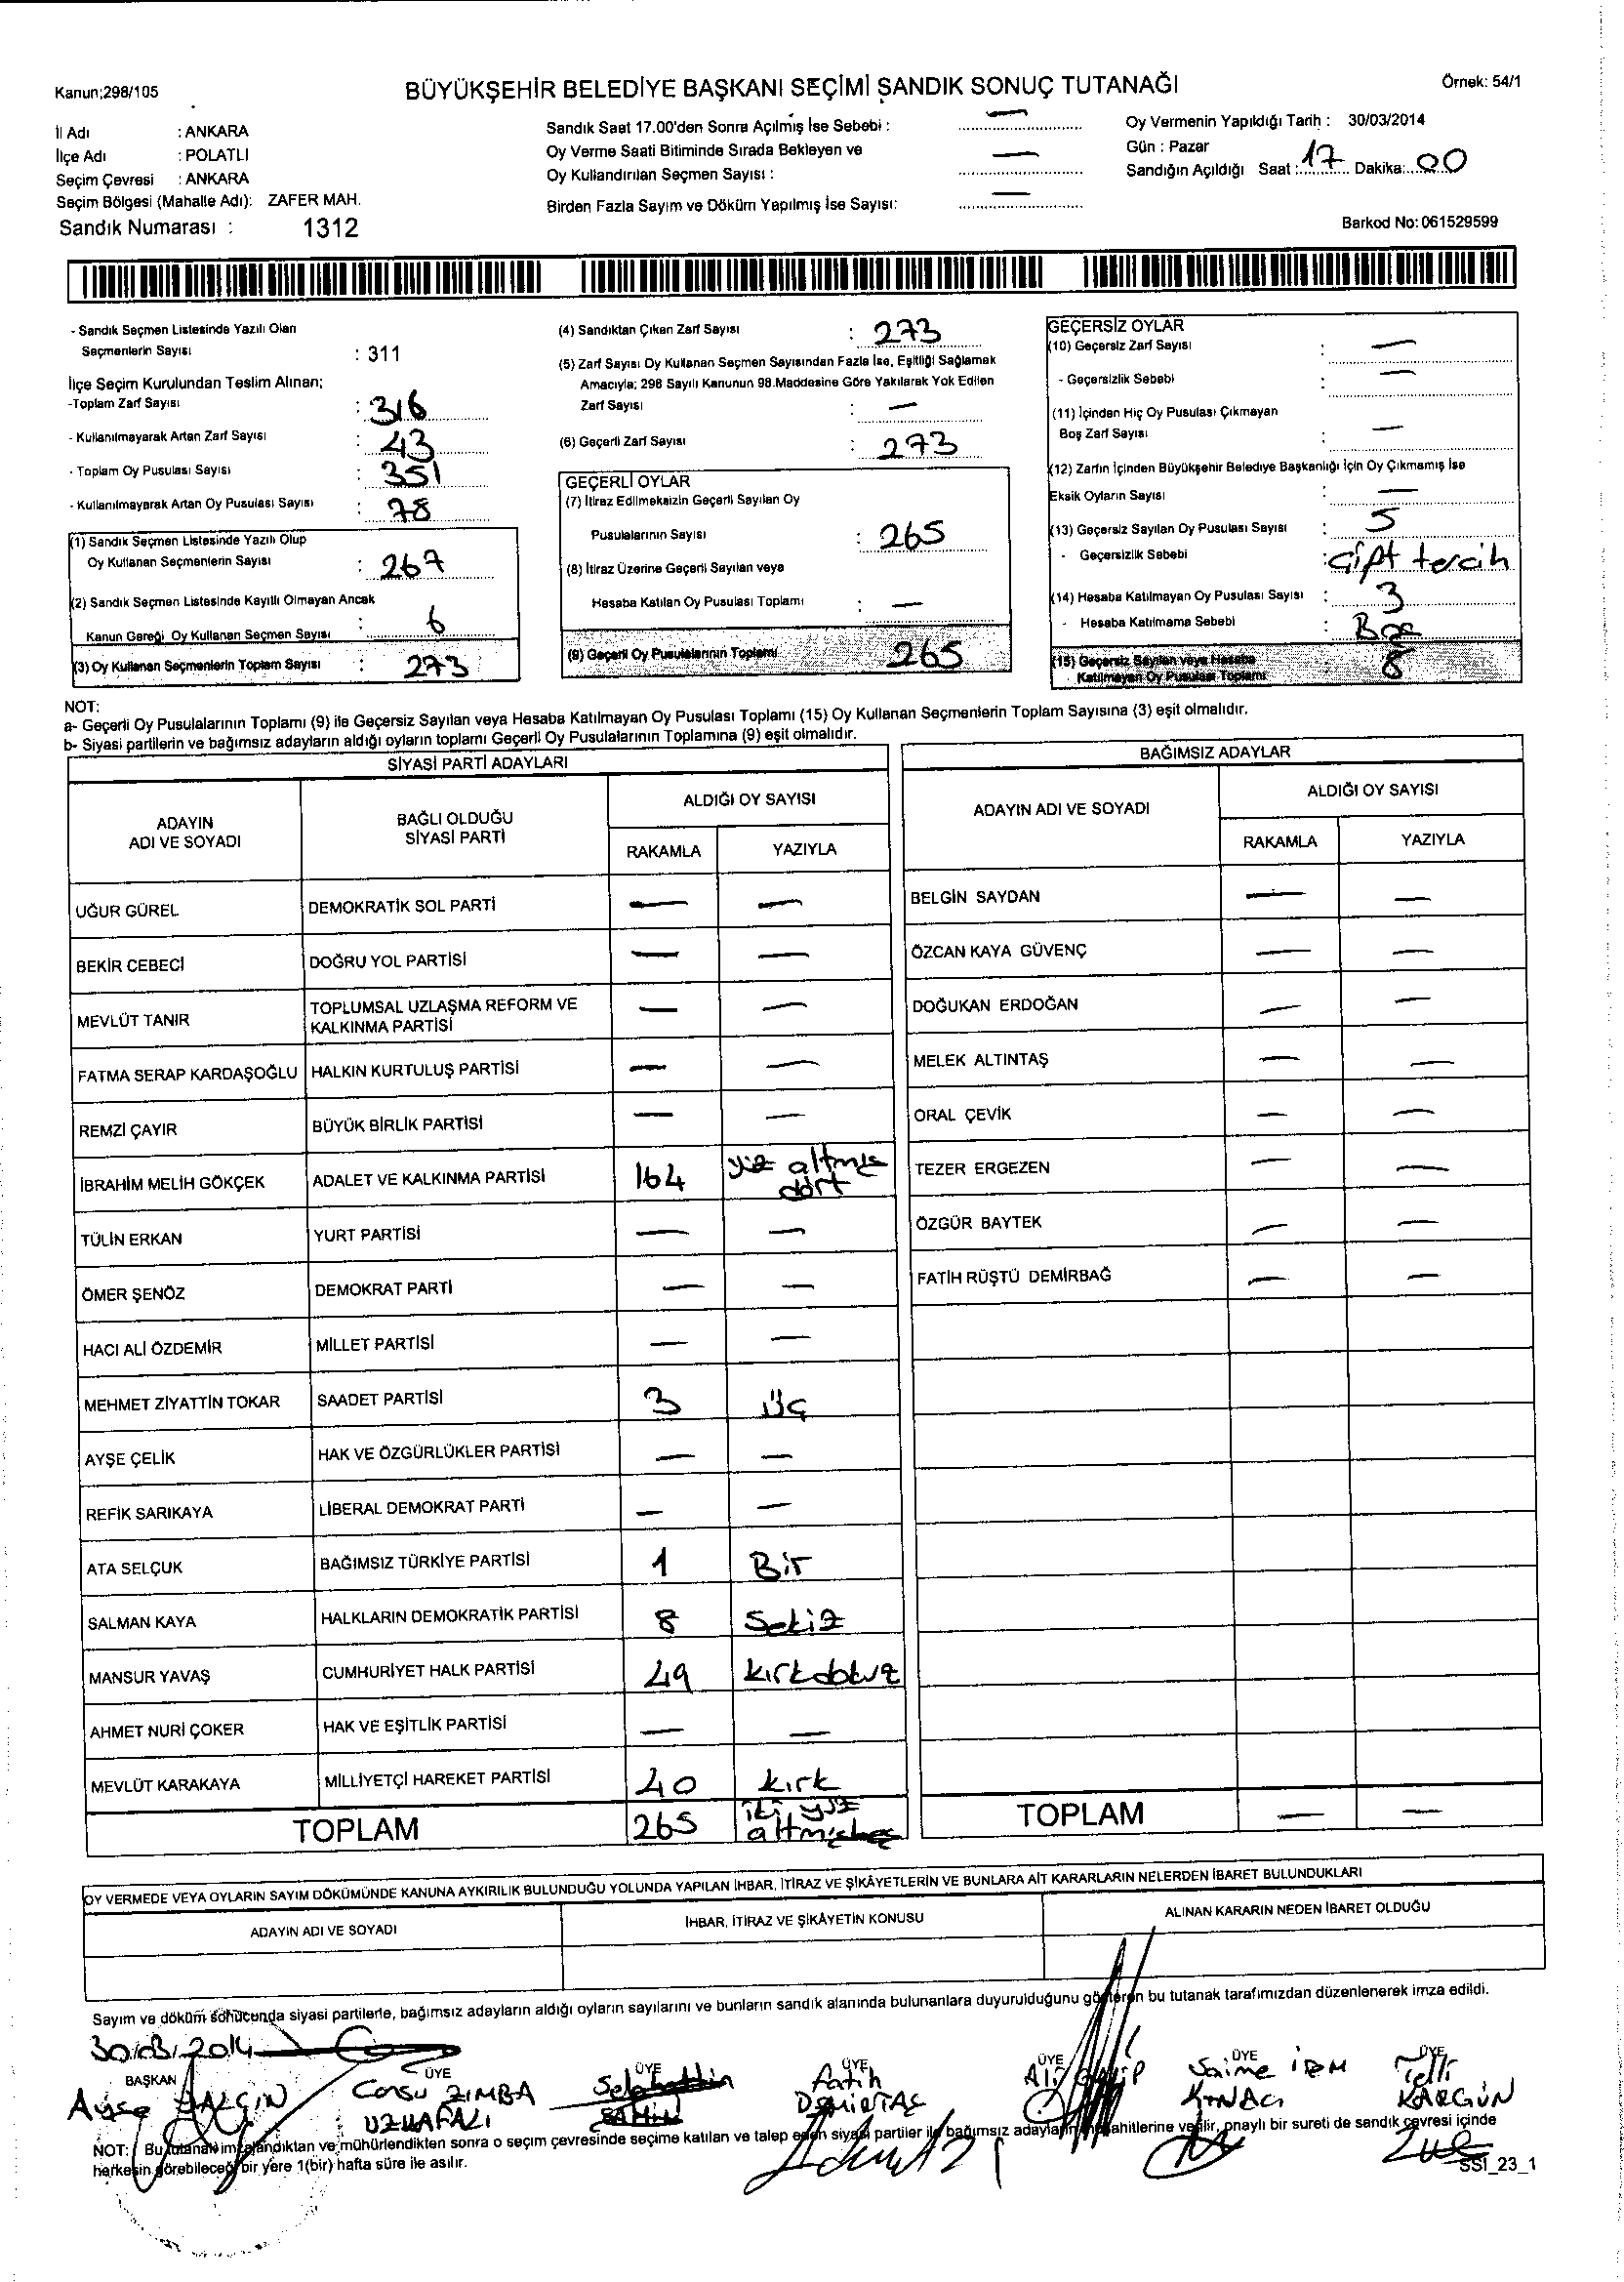 Kanun;298/105
BÜYÜKŞEHİR BELEDİYE BAŞKANI SEÇİMİ SANDIK SONUÇ TUTANAĞI
Örnek: 54/1
İl Adı : ANKARA
İlçe Adı : POLATLI
Seçim Çevresi : ANKARA
Seçim Bölgesi (Mahalle Adı): ZAFER MAH.
Sandık Numarası : 1312
Sandık Saat 17.00'den Sonra Açılmış İse Sebebi : —
Oy Verme Saati Bitiminde Sırada Bekleyen ve
Oy Kullandırılan Seçmen Sayısı : —
Birden Fazla Sayım ve Döküm Yapılmış İse Sayısı: —
Oy Vermenin Yapıldığı Tarih : 30/03/2014
Gün : Pazar
Sandığın Açıldığı Saat : 17 Dakika: 00
Barkod No: 061529599
- Sandık Seçmen Listesinde Yazılı Olan
Seçmenlerin Sayısı : 311
İlçe Seçim Kurulundan Teslim Alınan;
-Toplam Zarf Sayısı : 316
- Kullanılmayarak Artan Zarf Sayısı : 43
- Toplam Oy Pusulası Sayısı : 351
- Kullanılmayarak Artan Oy Pusulası Sayısı : 78
(1) Sandık Seçmen Listesinde Yazılı Olup
Oy Kullanan Seçmenlerin Sayısı : 267
(2) Sandık Seçmen Listesinde Kayıtlı Olmayan Ancak
Kanun Gereği Oy Kullanan Seçmen Sayısı : 6
(3) Oy Kullanan Seçmenlerin Toplam Sayısı : 273
(4) Sandıktan Çıkan Zarf Sayısı : 273
(5) Zarf Sayısı Oy Kullanan Seçmen Sayısından Fazla İse, Eşitliği Sağlamak
Amacıyla; 298 Sayılı Kanunun 98.Maddesine Göre Yakılarak Yok Edilen
Zarf Sayısı : —
(6) Geçerli Zarf Sayısı : 273
GEÇERLİ OYLAR
(7) İtiraz Edilmeksizin Geçerli Sayılan Oy
Pusulalarının Sayısı : 265
(8) İtiraz Üzerine Geçerli Sayılan veya
Hesaba Katılan Oy Pusulası Toplamı : —
(9) Geçerli Oy Pusulalarının Toplamı 265
GEÇERSİZ OYLAR
(10) Geçersiz Zarf Sayısı : —
- Geçersizlik Sebebi : —
(11) İçinden Hiç Oy Pusulası Çıkmayan
Boş Zarf Sayısı : —
(12) Zarfın İçinden Büyükşehir Belediye Başkanlığı İçin Oy Çıkmamış İse
Eksik Oyların Sayısı : —
(13) Geçersiz Sayılan Oy Pusulası Sayısı : 5
- Geçersizlik Sebebi : Çift tercih
(14) Hesaba Katılmayan Oy Pusulası Sayısı : 3
- Hesaba Katılmama Sebebi : Boş
(15) Geçersiz Sayılan veya Hesaba
Katılmayan Oy Pusulası Toplamı 8
NOT:
a- Geçerli Oy Pusulalarının Toplamı (9) ile Geçersiz Sayılan veya Hesaba Katılmayan Oy Pusulası Toplamı (15) Oy Kullanan Seçmenlerin Toplam Sayısına (3) eşit olmalıdır.
b- Siyasi partilerin ve bağımsız adayların aldığı oyların toplamı Geçerli Oy Pusulalarının Toplamına (9) eşit olmalıdır.
SİYASİ PARTİ ADAYLARI
ADAYIN ADI VE SOYADI BAĞLI OLDUĞU SİYASİ PARTİ ALDIĞI OY SAYISI
RAKAMLA YAZIYLA
UĞUR GÜREL DEMOKRATİK SOL PARTİ — —
BEKİR CEBECİ DOĞRU YOL PARTİSİ — —
MEVLÜT TANIR TOPLUMSAL UZLAŞMA REFORM VE KALKINMA PARTİSİ — —
FATMA SERAP KARDAŞOĞLU HALKIN KURTULUŞ PARTİSİ — —
REMZİ ÇAYIR BÜYÜK BİRLİK PARTİSİ — —
İBRAHİM MELİH GÖKÇEK ADALET VE KALKINMA PARTİSİ 164 yüz altmış dört
TÜLİN ERKAN YURT PARTİSİ — —
ÖMER ŞENÖZ DEMOKRAT PARTİ — —
HACI ALİ ÖZDEMİR MİLLET PARTİSİ — —
MEHMET ZİYATTİN TOKAR SAADET PARTİSİ 3 Üç
AYŞE ÇELİK HAK VE ÖZGÜRLÜKLER PARTİSİ — —
REFİK SARIKAYA LİBERAL DEMOKRAT PARTİ — —
ATA SELÇUK BAĞIMSIZ TÜRKİYE PARTİSİ 1 Bir
SALMAN KAYA HALKLARIN DEMOKRATİK PARTİSİ 8 Sekiz
MANSUR YAVAŞ CUMHURİYET HALK PARTİSİ 49 kırkdokuz
AHMET NURİ ÇOKER HAK VE EŞİTLİK PARTİSİ — —
MEVLÜT KARAKAYA MİLLİYETÇİ HAREKET PARTİSİ 40 kırk
TOPLAM 265 iki yüz altmışbeş
BAĞIMSIZ ADAYLAR
ADAYIN ADI VE SOYADI ALDIĞI OY SAYISI
RAKAMLA YAZIYLA
BELGİN SAYDAN — —
ÖZCAN KAYA GÜVENÇ — —
DOĞUKAN ERDOĞAN — —
MELEK ALTINTAŞ — —
ORAL ÇEVİK — —
TEZER ERGEZEN — —
ÖZGÜR BAYTEK — —
FATİH RÜŞTÜ DEMİRBAĞ — —
TOPLAM — —
OY VERMEDE VEYA OYLARIN SAYIM DÖKÜMÜNDE KANUNA AYKIRILIK BULUNDUĞU YOLUNDA YAPILAN İHBAR, İTİRAZ VE ŞİKÂYETLERİN VE BUNLARA AİT KARARLARIN NELERDEN İBARET BULUNDUKLARI
ADAYIN ADI VE SOYADI İHBAR, İTİRAZ VE ŞİKÂYETİN KONUSU ALINAN KARARIN NEDEN İBARET OLDUĞU
Sayım ve döküm sonucunda siyasi partilerle, bağımsız adayların aldığı oyların sayılarını ve bunların sandık alanında bulunanlara duyurulduğunu gösteren bu tutanak tarafımızdan düzenlenerek imza edildi.
30/03/2014
BAŞKAN ÜYE ÜYE ÜYE ÜYE ÜYE ÜYE
Ayşe YALÇIN Cansu ZIMBA Selahattin Fatih Ali Saime Telli
UZUAFALI ŞAHİN DEMİRTAŞ KINACI KARGÜN
NOT: Bu tutanak imzalandıktan ve mühürlendikten sonra o seçim çevresinde seçime katılan ve talep eden siyasi partiler ile bağımsız adayların müşahitlerine verilir, onaylı bir sureti de sandık çevresi içinde
herkesin görebileceği bir yere 1(bir) hafta süre ile asılır.
SSI_23_1